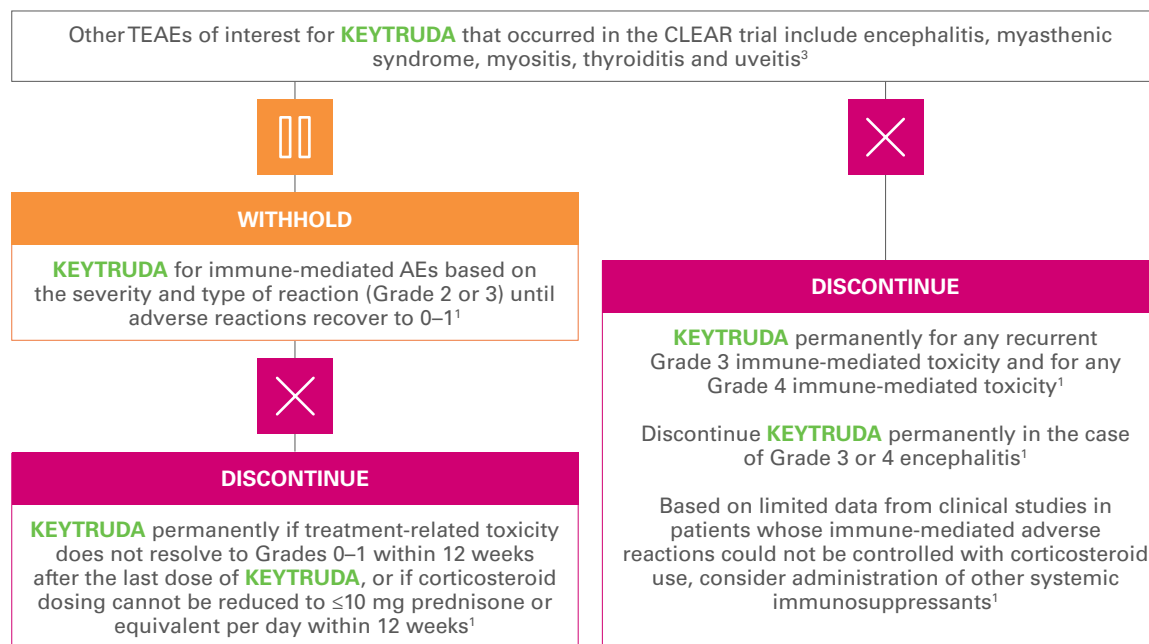 Other TEAEs of interest for KEYTRUDA that occurred in the CLEAR trial include encephalitis, myasthenic
syndrome, myositis, thyroiditis and uveitis³
WITHHOLD
KEYTRUDA for immune-mediated AEs based on
the severity and type of reaction (Grade 2 or 3) until
adverse reactions recover to 0–1¹
DISCONTINUE
KEYTRUDA permanently if treatment-related toxicity
does not resolve to Grades 0–1 within 12 weeks
after the last dose of KEYTRUDA, or if corticosteroid
dosing cannot be reduced to ≤10 mg prednisone or
equivalent per day within 12 weeks¹
DISCONTINUE
KEYTRUDA permanently for any recurrent
Grade 3 immune-mediated toxicity and for any
Grade 4 immune-mediated toxicity¹
Discontinue KEYTRUDA permanently in the case
of Grade 3 or 4 encephalitis¹
Based on limited data from clinical studies in
patients whose immune-mediated adverse
reactions could not be controlled with corticosteroid
use, consider administration of other systemic
immunosuppressants¹